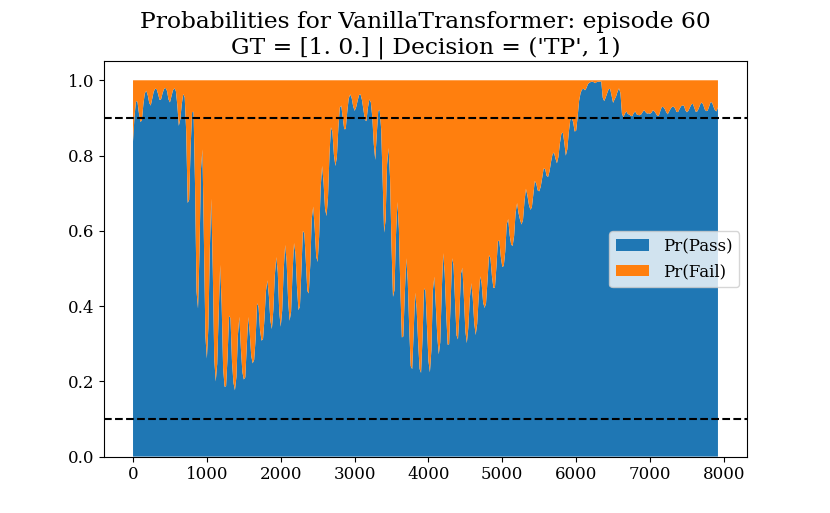 Probabilities for VanillaTransformer: episode 60
GT = [1. 0.] | Decision = ('TP', 1)
1.0
0.8
0.6
0.4
0.2
0.0
Pr(Pass)
Pr(Fail)
0 1000 2000 3000 4000 5000 6000 7000 8000